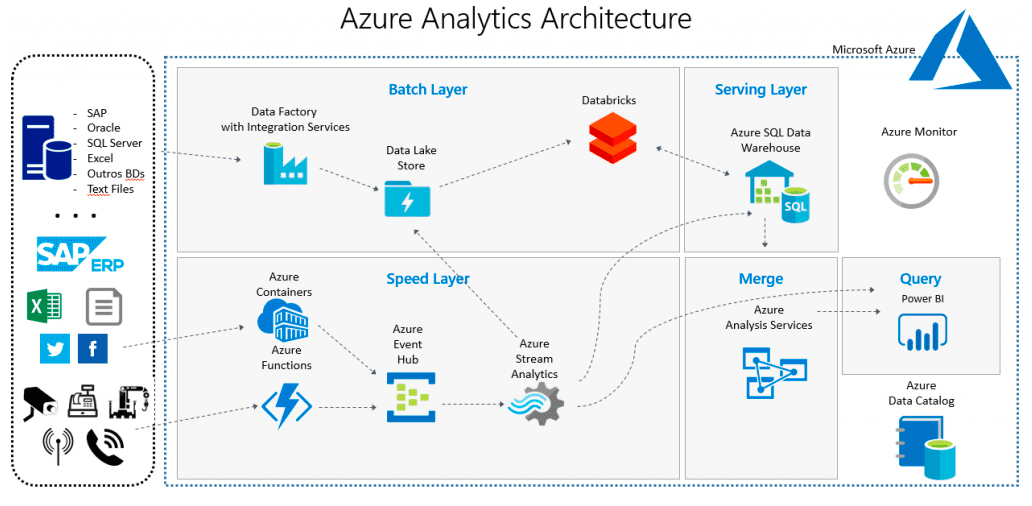 Azure Analytics Architecture
Microsoft Azure
- SAP
- Oracle
- SQL Server
- Excel
- Outros BDs
- Text Files
. . .
SAP ERP
X
f
Batch Layer
Data Factory
with Integration Services
Data Lake
Store
Databricks
Serving Layer
Azure SQL Data
Warehouse
SQL
Azure Monitor
Speed Layer
Azure
Containers
Azure
Functions
Azure
Event
Hub
Azure
Stream
Analytics
Merge
Azure
Analysis Services
Query
Power BI
Azure
Data Catalog